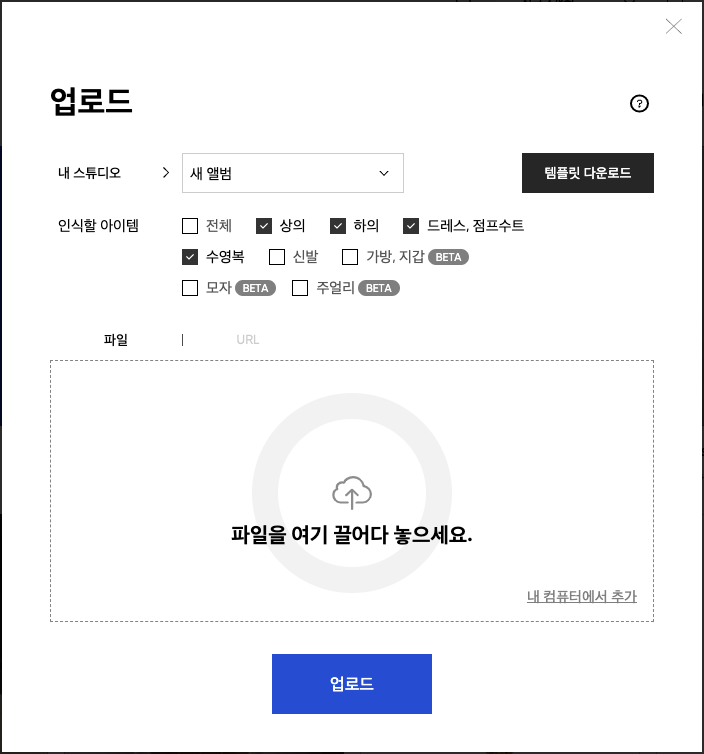 업로드
?
내 스튜디오 > 새 앨범 템플릿 다운로드
인식할 아이템 전체 상의 하의 드레스, 점프수트
수영복 신발 가방, 지갑 BETA
모자 BETA 주얼리 BETA
파일 | URL
파일을 여기 끌어다 놓으세요.
내 컴퓨터에서 추가
업로드